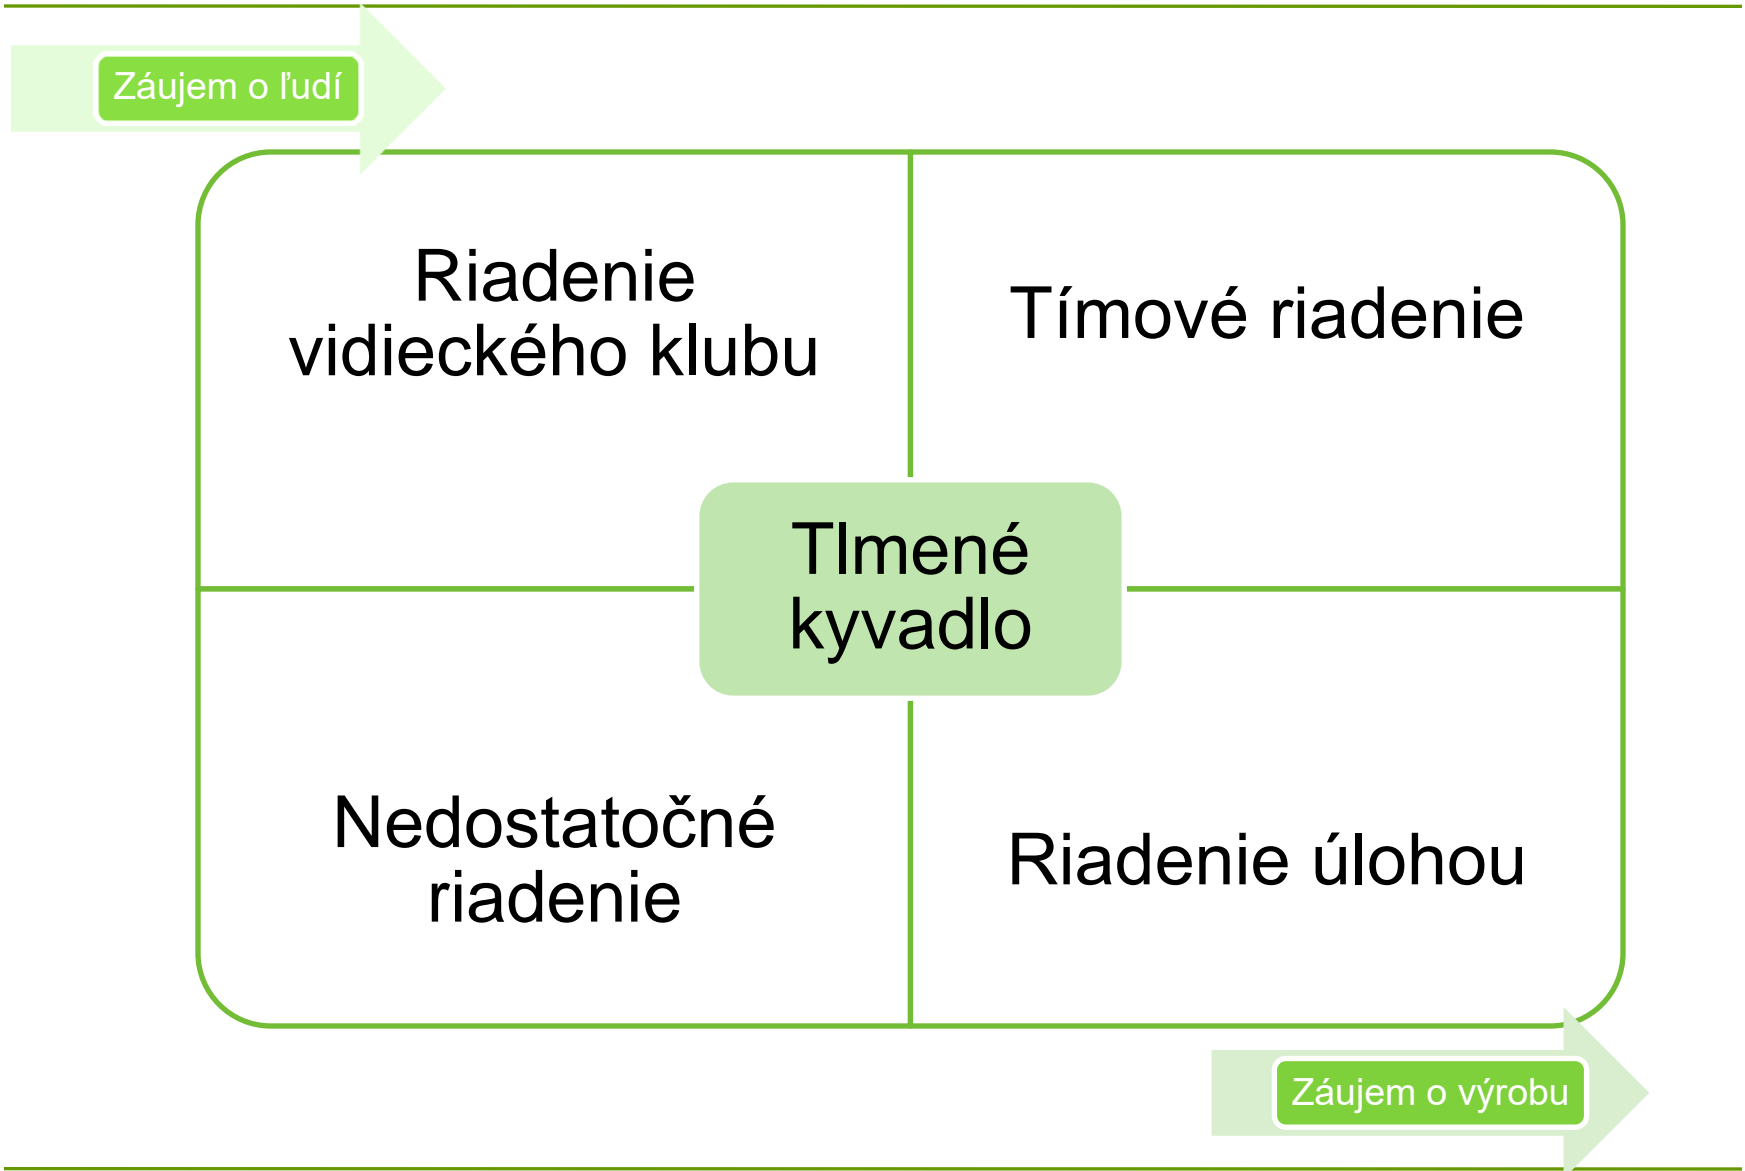 Záujem o ľudí
Riadenie
vidieckého klubu
Tímové riadenie
Tlmené
kyvadlo
Nedostatočné
riadenie
Riadenie úlohou
Záujem o výrobu